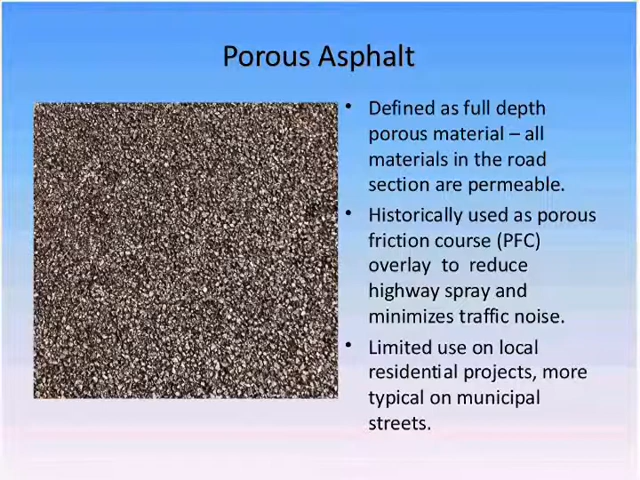 Porous Asphalt
• Defined as full depth
porous material – all
materials in the road
section are permeable.
• Historically used as porous
friction course (PFC)
overlay to reduce
highway spray and
minimizes traffic noise.
• Limited use on local
residential projects, more
typical on municipal
streets.